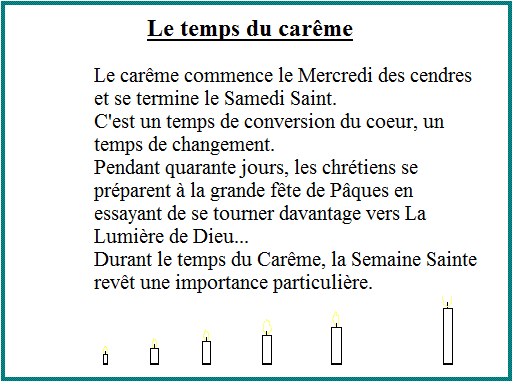 Le temps du carême
Le carême commence le Mercredi des cendres
et se termine le Samedi Saint.
C'est un temps de conversion du coeur, un
temps de changement.
Pendant quarante jours, les chrétiens se
préparent à la grande fête de Pâques en
essayant de se tourner davantage vers La
Lumière de Dieu...
Durant le temps du Carême, la Semaine Sainte
revêt une importance particulière.